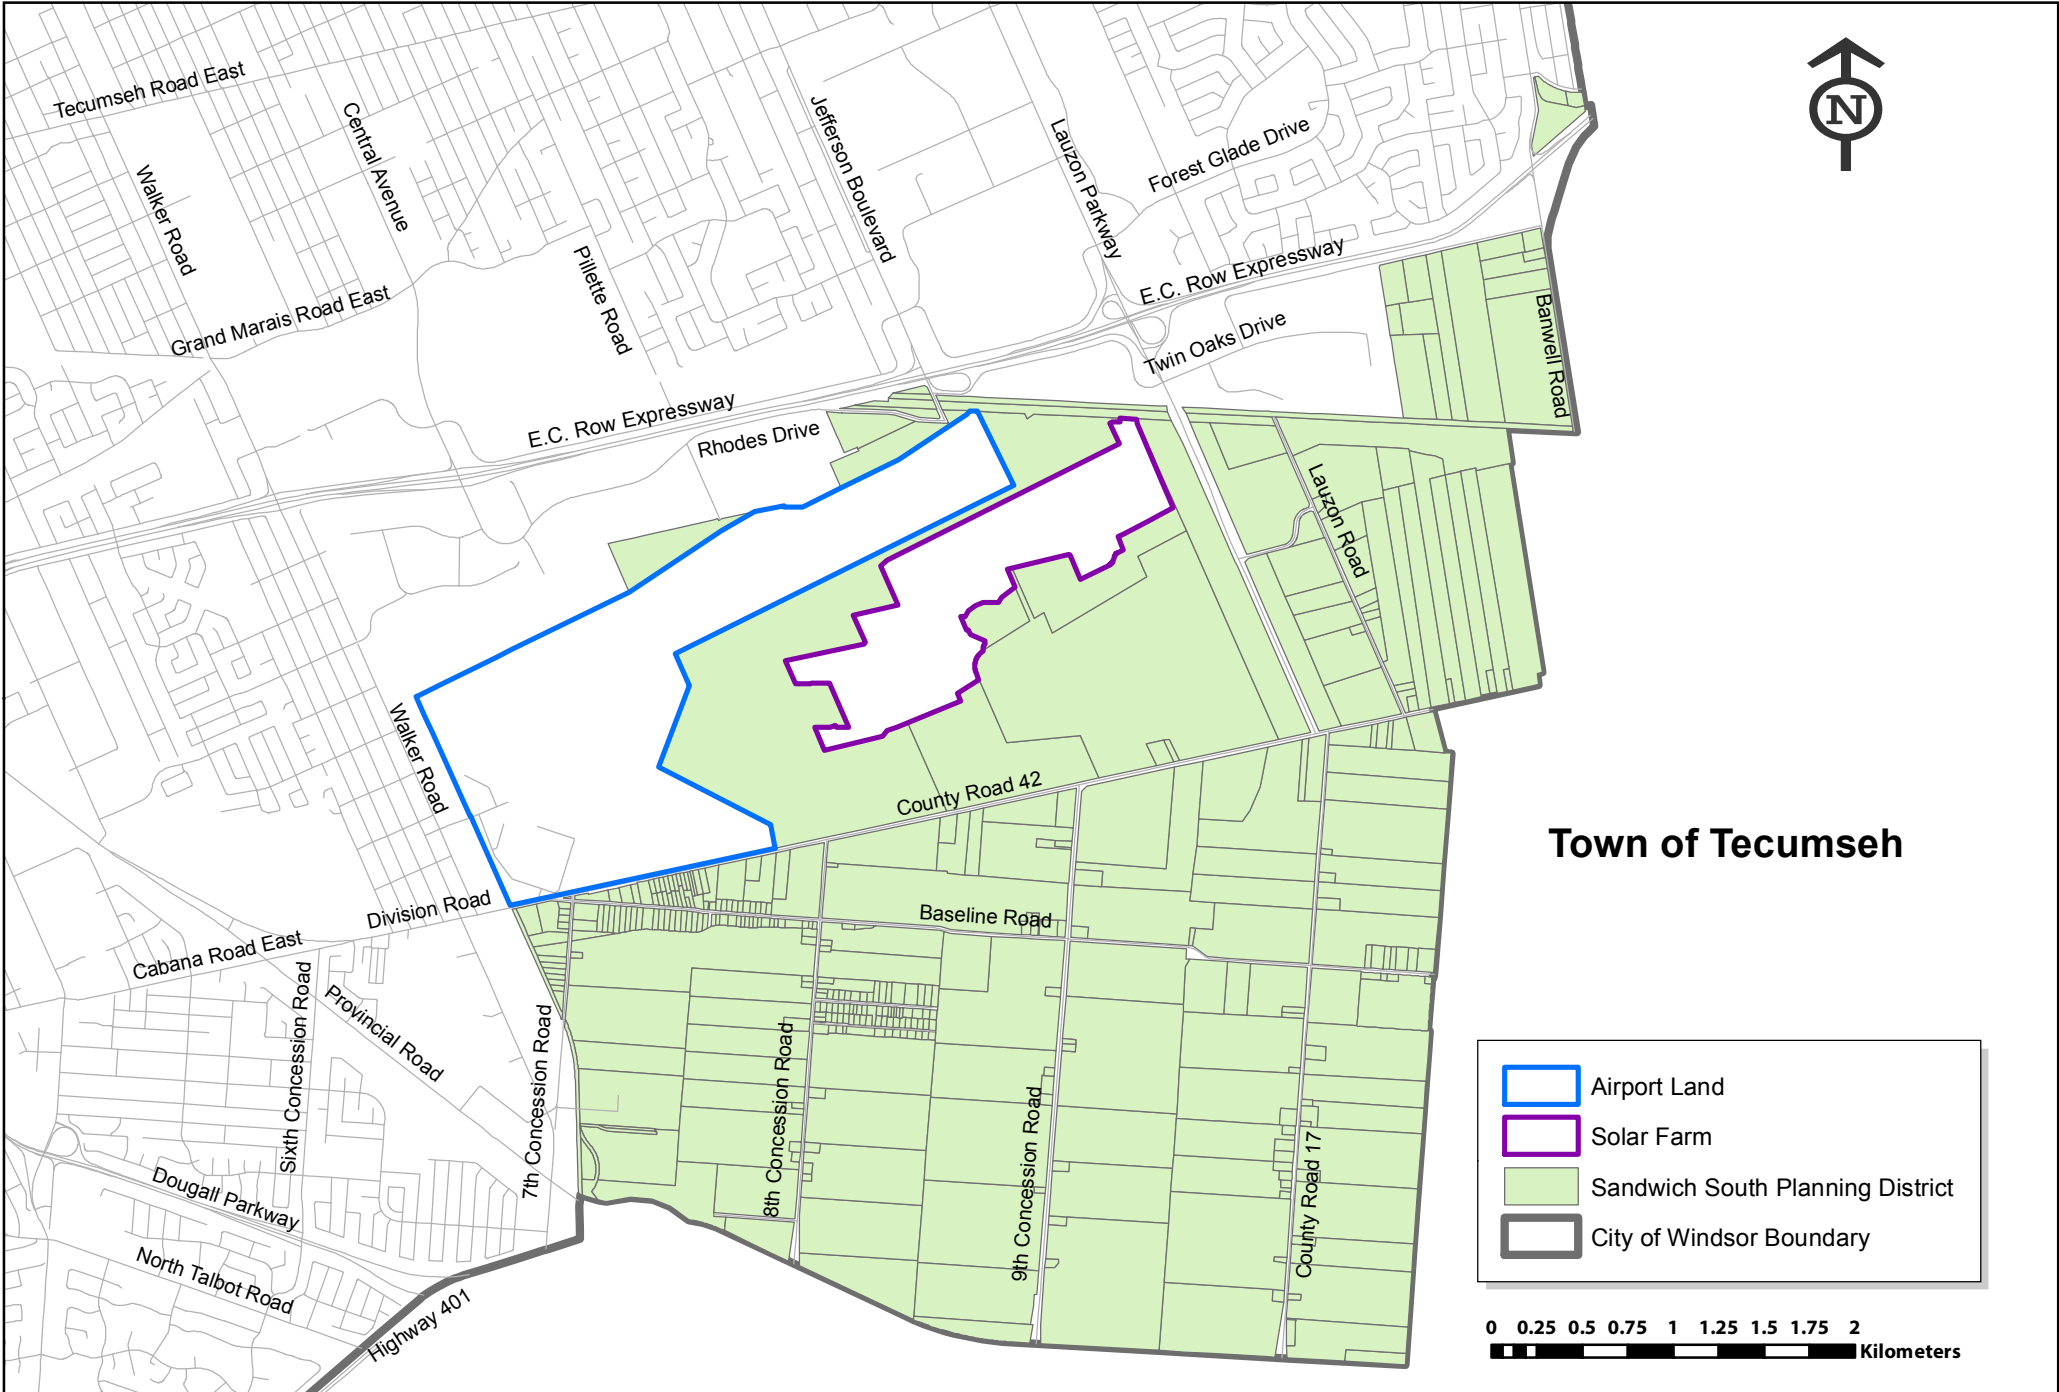 Tecumseh Road East
Central Avenue
Walker Road
Jefferson Boulevard
Lauzon Parkway
Forest Glade Drive
N
Grand Marais Road East
Pillette Road
E.C. Row Expressway
Twin Oaks Drive
Banwell Road
E.C. Row Expressway
Rhodes Drive
Lauzon Road
Walker Road
County Road 42
Town of Tecumseh
Division Road
Baseline Road
Cabana Road East
Sixth Concession Road
Provincial Road
7th Concession Road
8th Concession Road
9th Concession Road
County Road 17
Dougall Parkway
North Talbot Road
Highway 401
Airport Land
Solar Farm
Sandwich South Planning District
City of Windsor Boundary
0 0.25 0.5 0.75 1 1.25 1.5 1.75 2
Kilometers